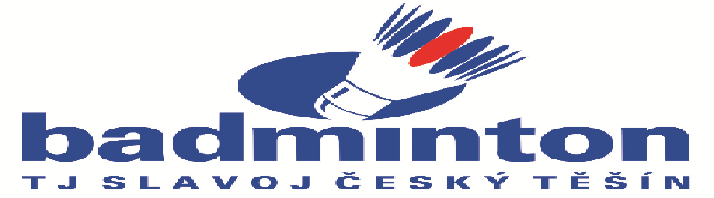 badminton
TJ SLAVOJ ČESKÝ TĚŠÍN